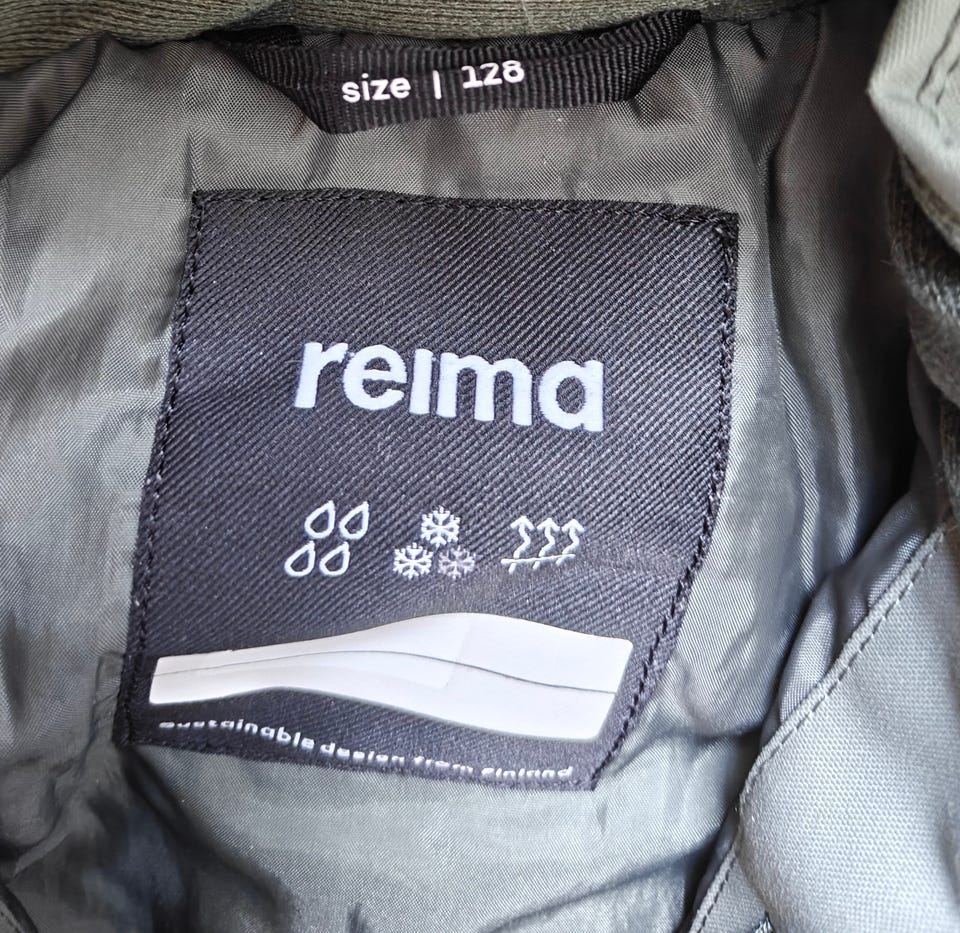 size | 128
reima
Sustainable design from Finland